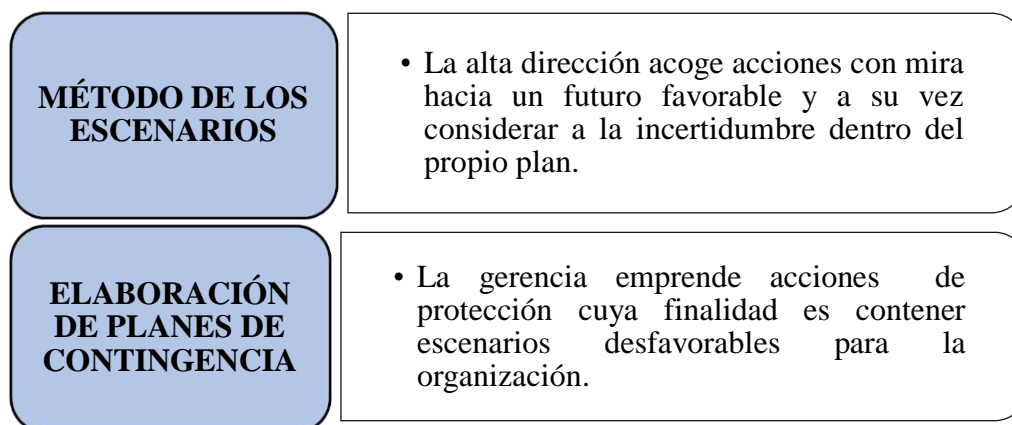 MÉTODO DE LOS
ESCENARIOS
• La alta dirección acoge acciones con mira
hacia un futuro favorable y a su vez
considerar a la incertidumbre dentro del
propio plan.
ELABORACIÓN
DE PLANES DE
CONTINGENCIA
• La gerencia emprende acciones de
protección cuya finalidad es contener
escenarios desfavorables para la
organización.